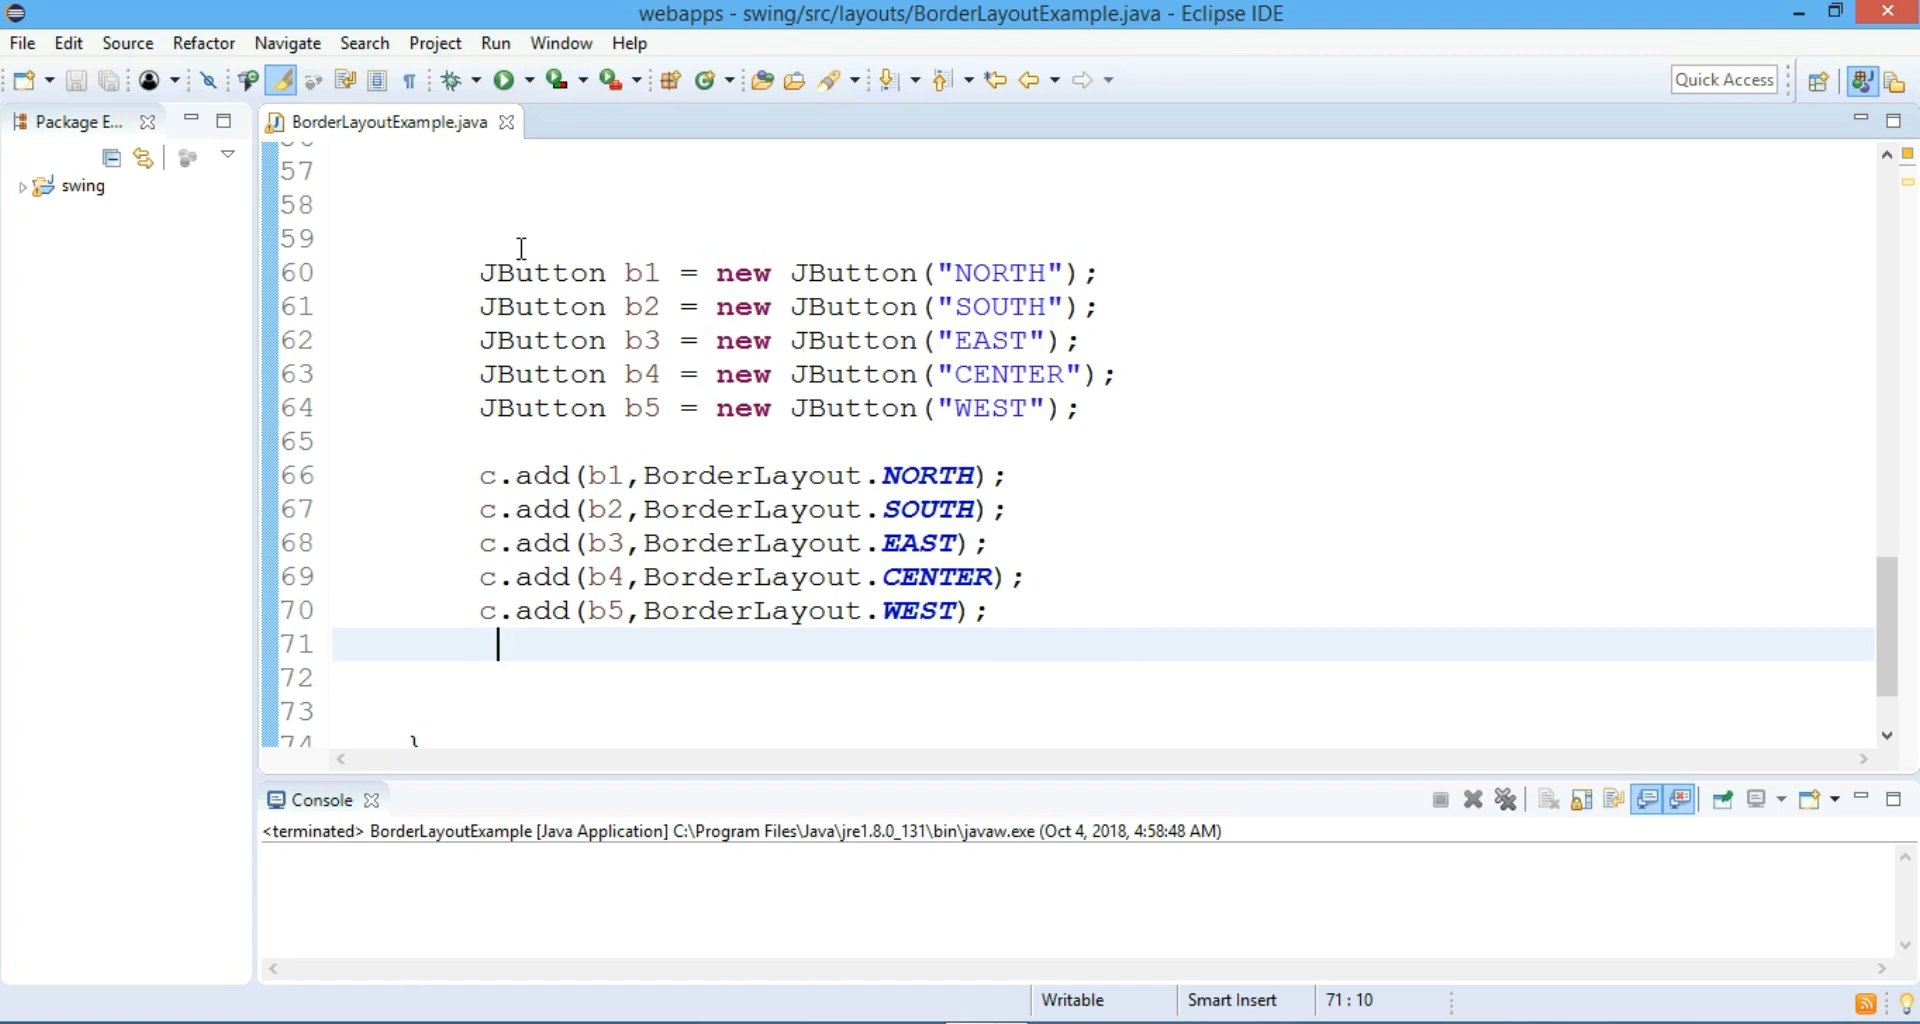 webapps - swing/src/layouts/BorderLayoutExample.java - Eclipse IDE
File Edit Source Refactor Navigate Search Project Run Window Help
Quick Access
Package E...
BorderLayoutExample.java
swing
57
58
59
60 JButton b1 = new JButton("NORTH");
61 JButton b2 = new JButton("SOUTH");
62 JButton b3 = new JButton("EAST");
63 JButton b4 = new JButton("CENTER");
64 JButton b5 = new JButton("WEST");
65
66 c.add(b1,BorderLayout.NORTH);
67 c.add(b2,BorderLayout.SOUTH);
68 c.add(b3,BorderLayout.EAST);
69 c.add(b4,BorderLayout.CENTER);
70 c.add(b5,BorderLayout.WEST);
71
72
73
74 }
Console
<terminated> BorderLayoutExample [Java Application] C:\Program Files\Java\jre1.8.0_131\bin\javaw.exe (Oct 4, 2018, 4:58:48 AM)
Writable Smart Insert 71 : 10